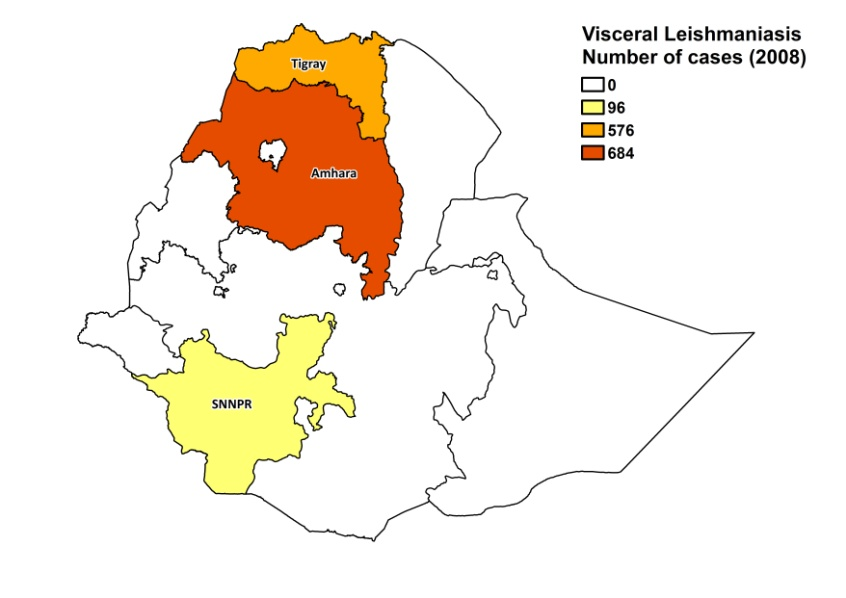 Visceral Leishmaniasis
Number of cases (2008)
0
96
576
684
Tigray
Amhara
SNNPR